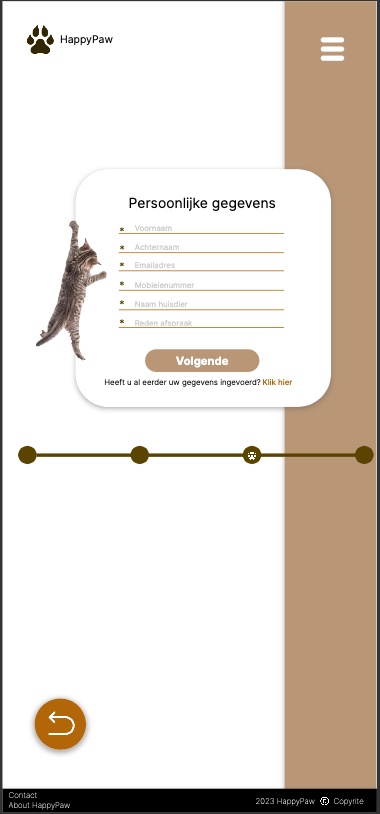 HappyPaw
Persoonlijke gegevens
* Voornaam
* Achternaam
* Emailadres
* Mobielenummer
* Naam huisdier
* Reden afspraak
Volgende
Heeft u al eerder uw gegevens ingevoerd? Klik hier
Contact
About HappyPaw
2023 HappyPaw ® Copyrite